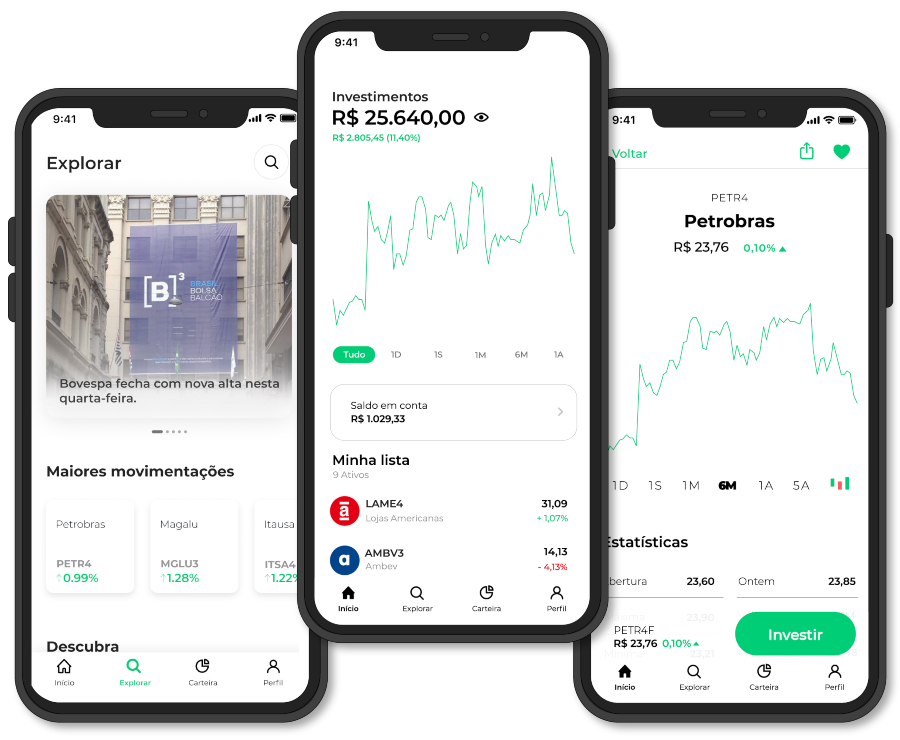 9:41
Explorar
[B]³
BRASIL
BOLSA
BALCÃO
Bovespa fecha com nova alta nesta
quarta-feira.
Maiores movimentações
Petrobras
PETR4
↑0.99%
Magalu
MGLU3
↑1.28%
Itausa
ITSA4
↑1.22%
Descubra
Início
Explorar
Carteira
Perfil
9:41
Investimentos
R$ 25.640,00
R$ 2.805,45 (11,40%)
Tudo
1D
1S
1M
6M
1A
Saldo em conta
R$ 1.029,33
Minha lista
9 Ativos
LAME4
Lojas Americanas
31,09
+ 1,07%
AMBV3
Ambev
14,13
- 4,13%
Início
Explorar
Carteira
Perfil
9:41
Voltar
PETR4
Petrobras
R$ 23,76 0,10%
1D
1S
1M
6M
1A
5A
Estatísticas
bertura 23,60
Ontem 23,85
23,90
PETR4F
R$ 23,76 0,10%
23,21
Investir
Início
Explorar
Carteira
Perfil